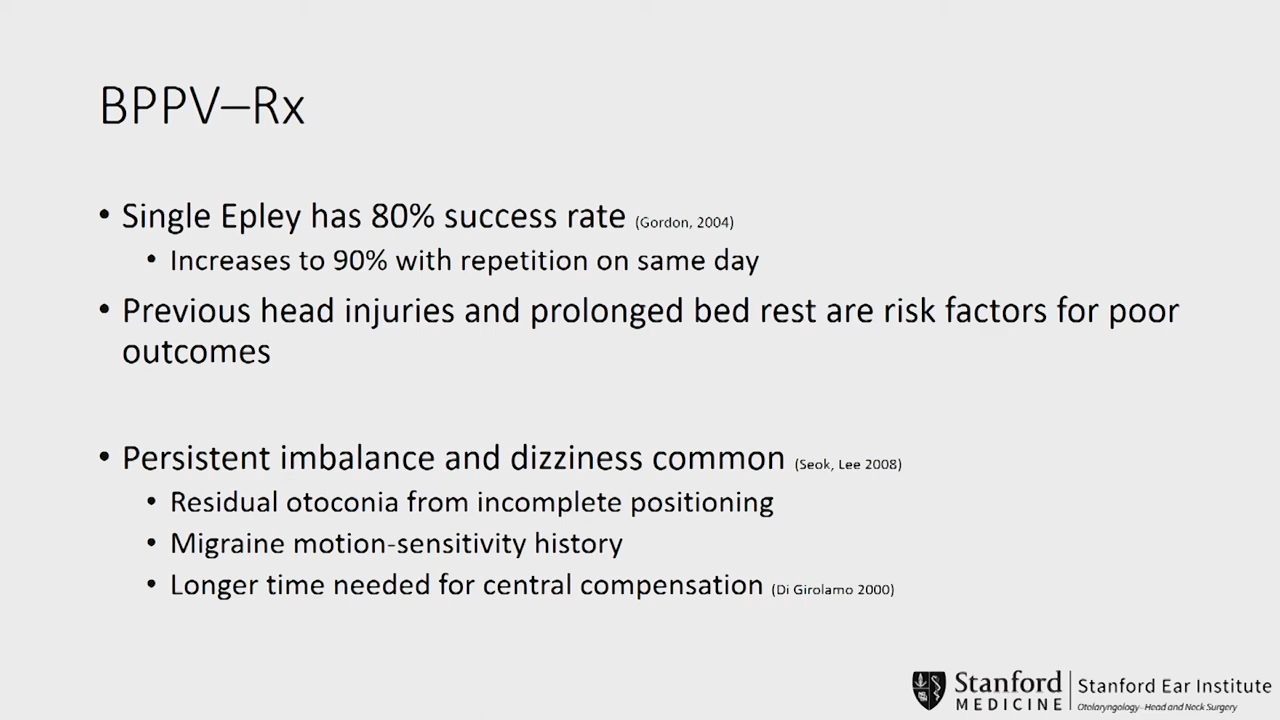 BPPV–Rx
• Single Epley has 80% success rate (Gordon, 2004)
• Increases to 90% with repetition on same day
• Previous head injuries and prolonged bed rest are risk factors for poor
outcomes
• Persistent imbalance and dizziness common (Seok, Lee 2008)
• Residual otoconia from incomplete positioning
• Migraine motion-sensitivity history
• Longer time needed for central compensation (Di Girolamo 2000)
Stanford
MEDICINE
Stanford Ear Institute
Otolaryngology–Head and Neck Surgery